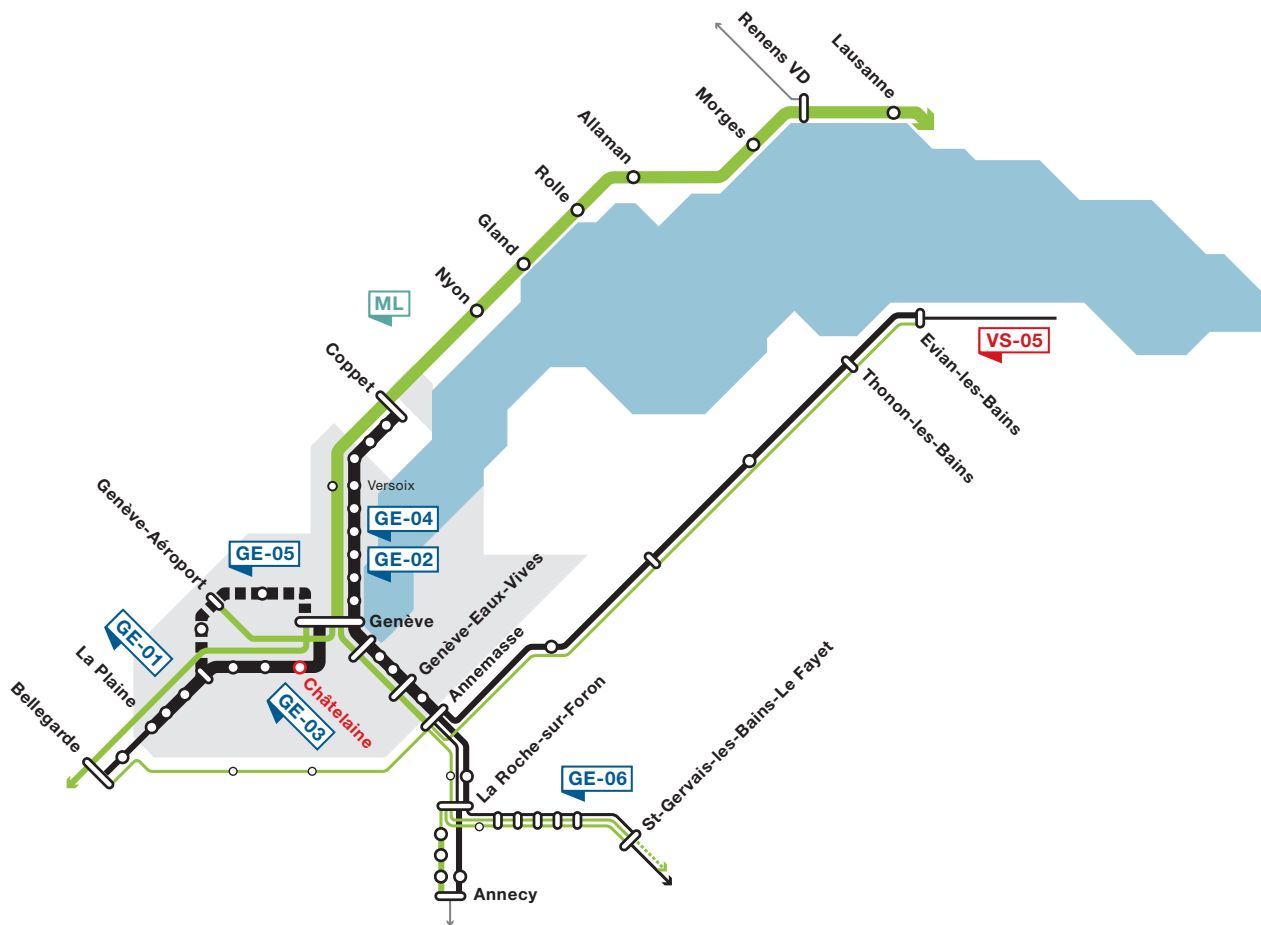 Renens VD
Lausanne
Morges
Allaman
Rolle
Gland
Nyon
ML
Coppet
VS-05
Evian-les-Bains
Thonon-les-Bains
Versoix
GE-04
GE-02
Genève-Aéroport
GE-05
Genève
Genève-Eaux-Vives
Annemasse
GE-01
La Plaine
Bellegarde
Châtelaine
GE-03
La Roche-sur-Foron
GE-06
St-Gervais-les-Bains-Le Fayet
Annecy